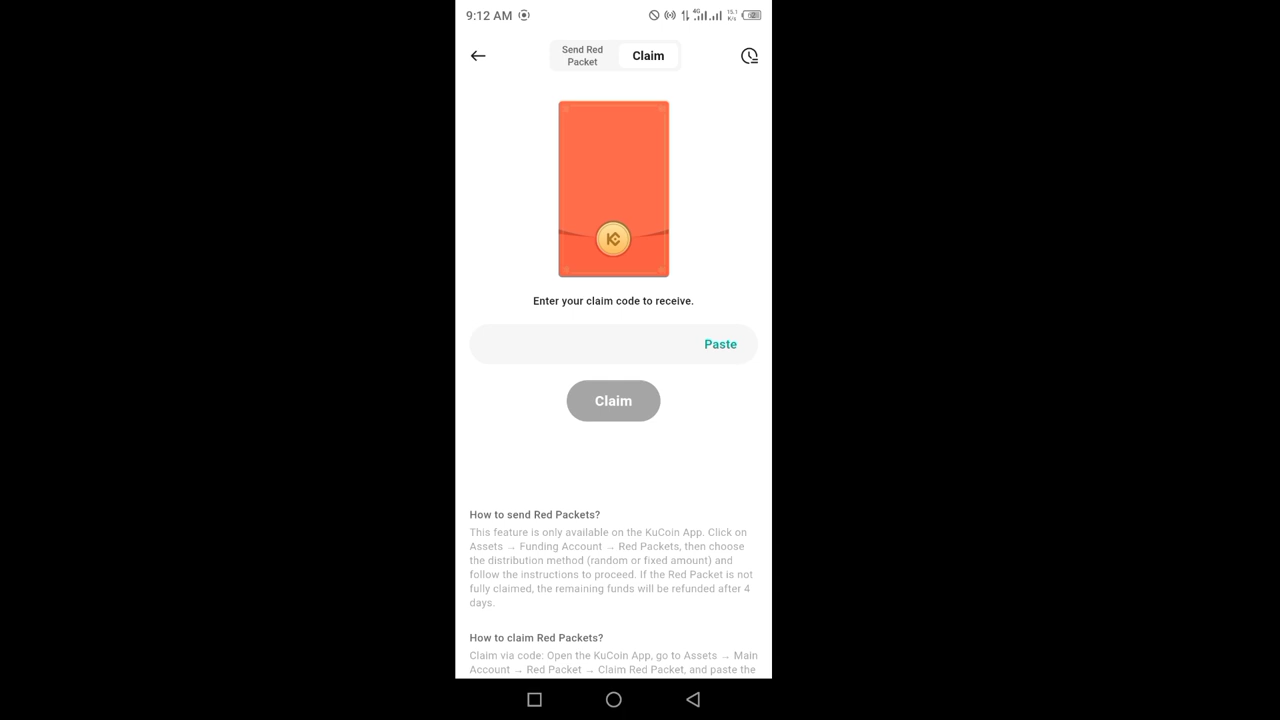 9:12 AM
4G
15.1
K/s
Send Red
Packet
Claim
Enter your claim code to receive.
Paste
Claim
How to send Red Packets?
This feature is only available on the KuCoin App. Click on
Assets → Funding Account → Red Packets, then choose
the distribution method (random or fixed amount) and
follow the instructions to proceed. If the Red Packet is not
fully claimed, the remaining funds will be refunded after 4
days.
How to claim Red Packets?
Claim via code: Open the KuCoin App, go to Assets → Main
Account → Red Packet → Claim Red Packet, and paste the